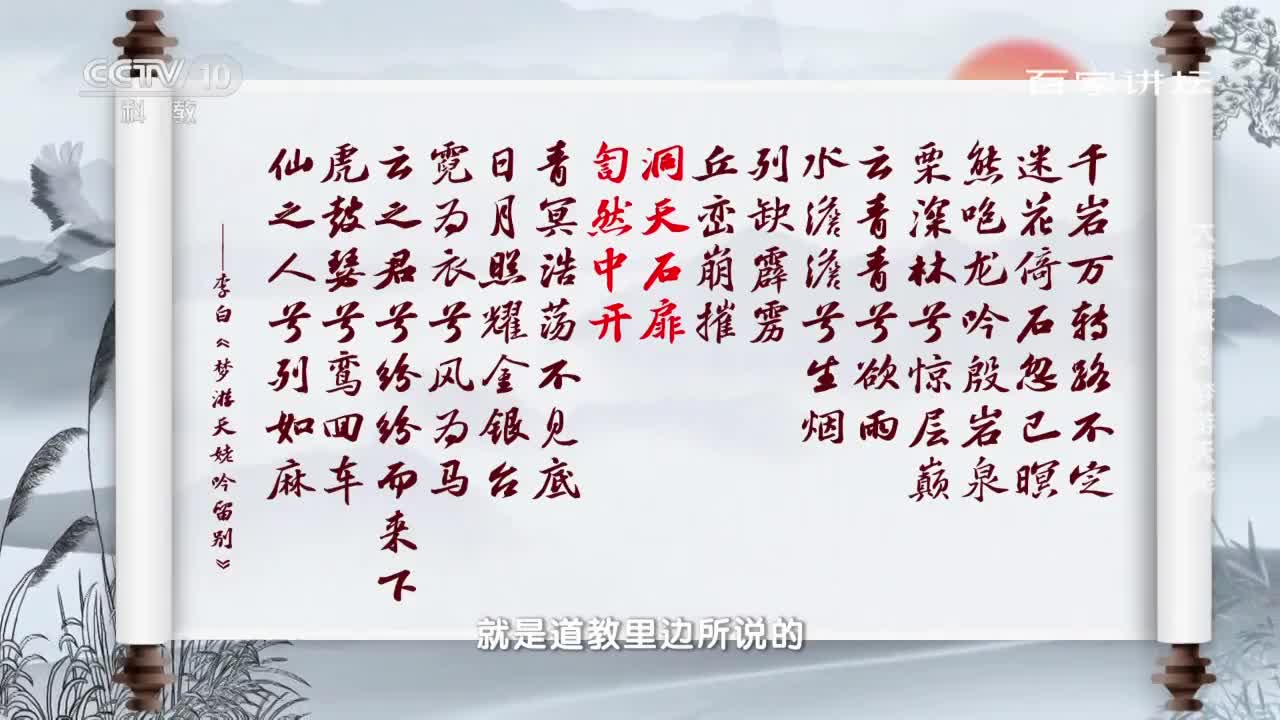 CCTV 10
科教
百家讲坛
千岩万转路不定
迷花倚石忽已暝
熊咆龙吟殷岩泉
栗深林兮惊层巅
云青青兮欲雨
水澹澹兮生烟
列缺霹雳
丘峦崩摧
洞天石扉
訇然中开
青冥浩荡不见底
日月照耀金银台
霓为衣兮风为马
云之君兮纷纷而来下
虎鼓瑟兮鸾回车
仙之人兮列如麻
——李白《梦游天姥吟留别》
就是道教里边所说的